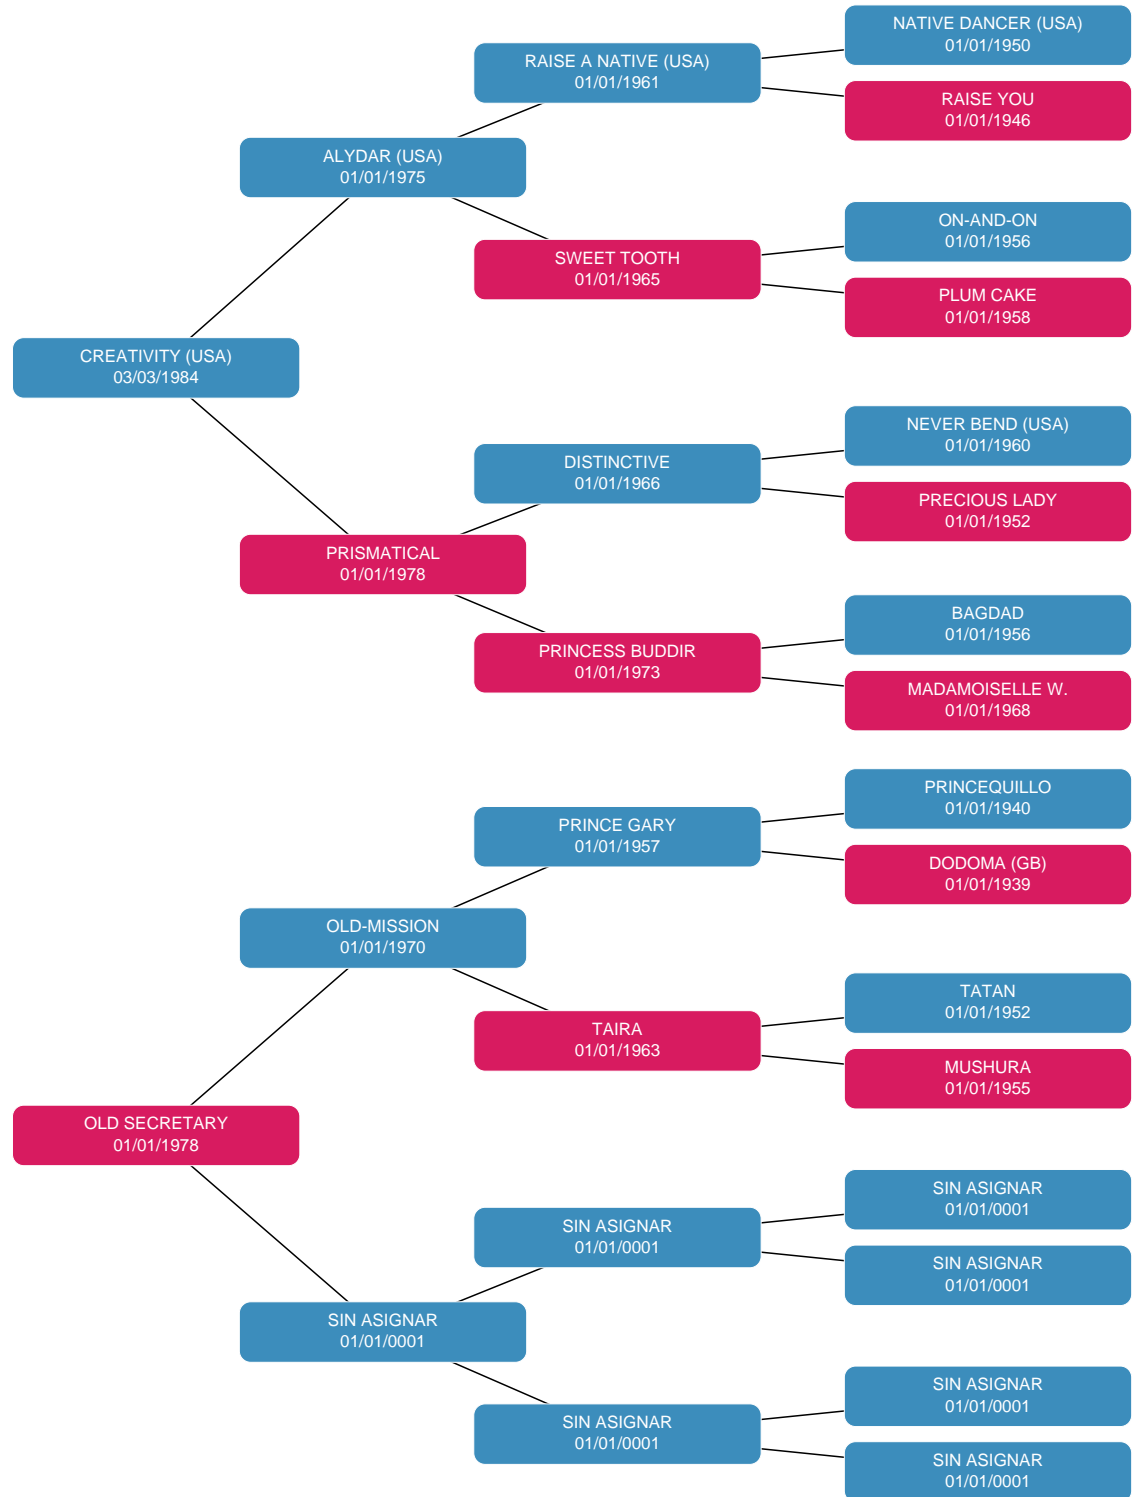 NATIVE DANCER (USA)
01/01/1950
RAISE A NATIVE (USA)
01/01/1961
RAISE YOU
01/01/1946
ALYDAR (USA)
01/01/1975
ON-AND-ON
01/01/1956
SWEET TOOTH
01/01/1965
PLUM CAKE
01/01/1958
CREATIVITY (USA)
03/03/1984
NEVER BEND (USA)
01/01/1960
DISTINCTIVE
01/01/1966
PRECIOUS LADY
01/01/1952
PRISMATICAL
01/01/1978
BAGDAD
01/01/1956
PRINCESS BUDDIR
01/01/1973
MADAMOISELLE W.
01/01/1968
PRINCEQUILLO
01/01/1940
PRINCE GARY
01/01/1957
DODOMA (GB)
01/01/1939
OLD-MISSION
01/01/1970
TATAN
01/01/1952
TAIRA
01/01/1963
MUSHURA
01/01/1955
OLD SECRETARY
01/01/1978
SIN ASIGNAR
01/01/0001
SIN ASIGNAR
01/01/0001
SIN ASIGNAR
01/01/0001
SIN ASIGNAR
01/01/0001
SIN ASIGNAR
01/01/0001
SIN ASIGNAR
01/01/0001
SIN ASIGNAR
01/01/0001